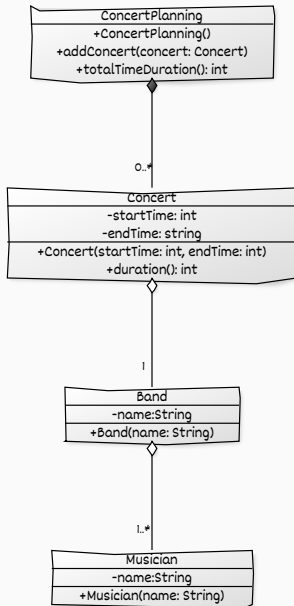 ConcertPlanning
+ConcertPlanning()
+addConcert(concert: Concert)
+totalTimeDuration(): int
0..*
Concert
-startTime: int
-endTime: string
+Concert(startTime: int, endTime: int)
+duration(): int
1
Band
-name:String
+Band(name: String)
1..*
Musician
-name:String
+Musician(name: String)